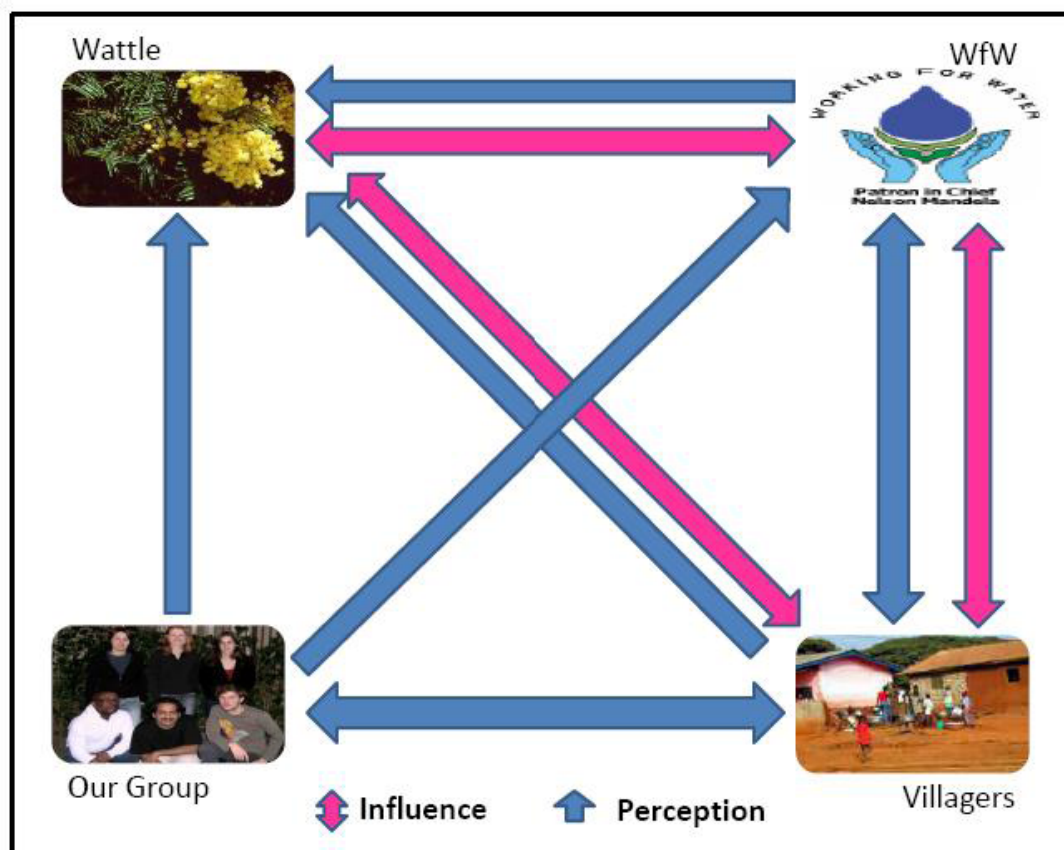 Wattle
WfW
WORKING FOR WATER
Patron in Chief
Nelson Mandela
Our Group
Villagers
Influence
Perception